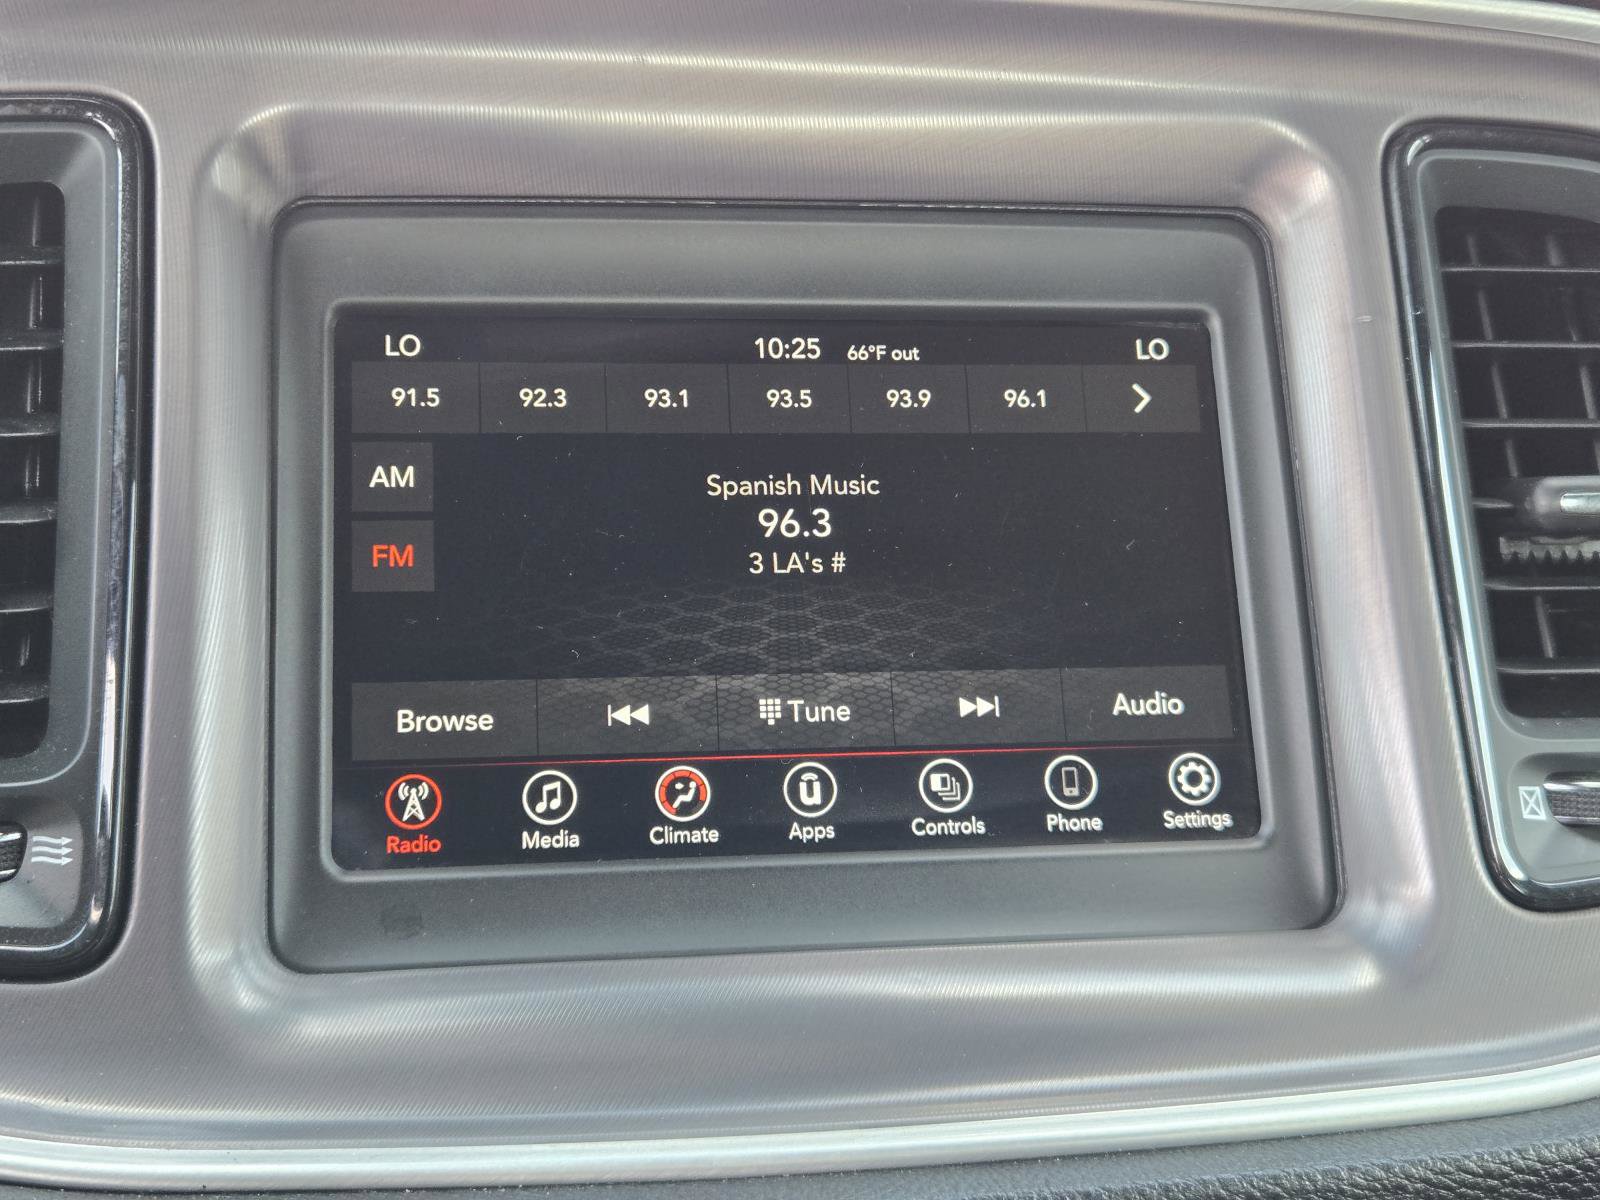 LO 10:25 66°F out LO
91.5 92.3 93.1 93.5 93.9 96.1
AM
Spanish Music
96.3
FM
3 LA's #
Browse Tune Audio
Radio Media Climate Apps Controls Phone Settings